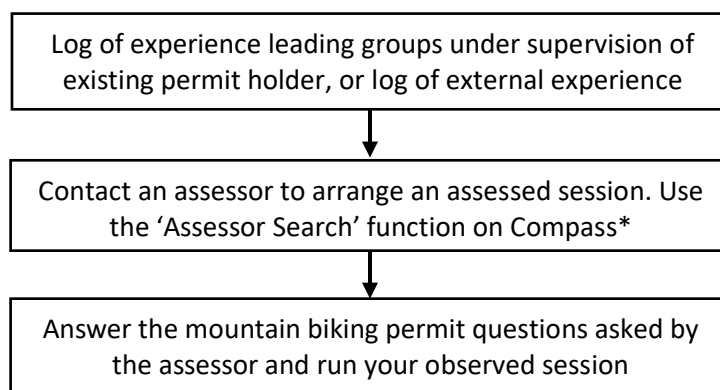 Log of experience leading groups under supervision of
existing permit holder, or log of external experience
Contact an assessor to arrange an assessed session. Use
the ‘Assessor Search’ function on Compass*
Answer the mountain biking permit questions asked by
the assessor and run your observed session